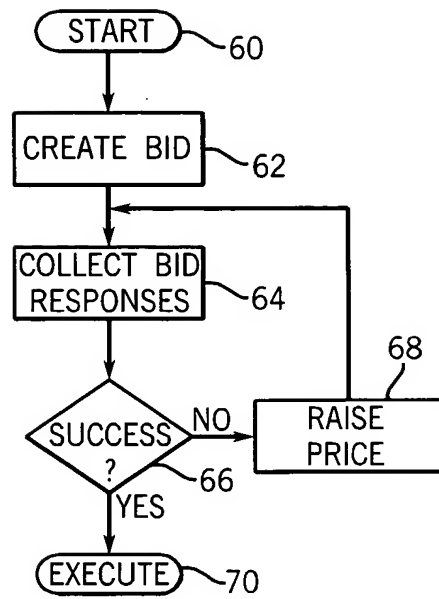 START
60
CREATE BID
62
COLLECT BID
RESPONSES
64
SUCCESS
?
NO
66
YES
68
RAISE
PRICE
EXECUTE
70